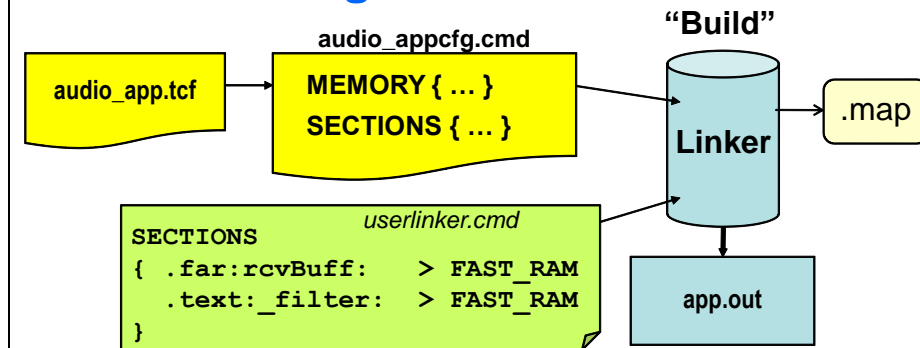 “Build”
audio_appcfg.cmd
audio_app.tcf
MEMORY { … }
SECTIONS { … }
Linker
.map
userlinker.cmd
SECTIONS
{ .far:rcvBuff: > FAST_RAM
.text:_filter: > FAST_RAM
}
app.out